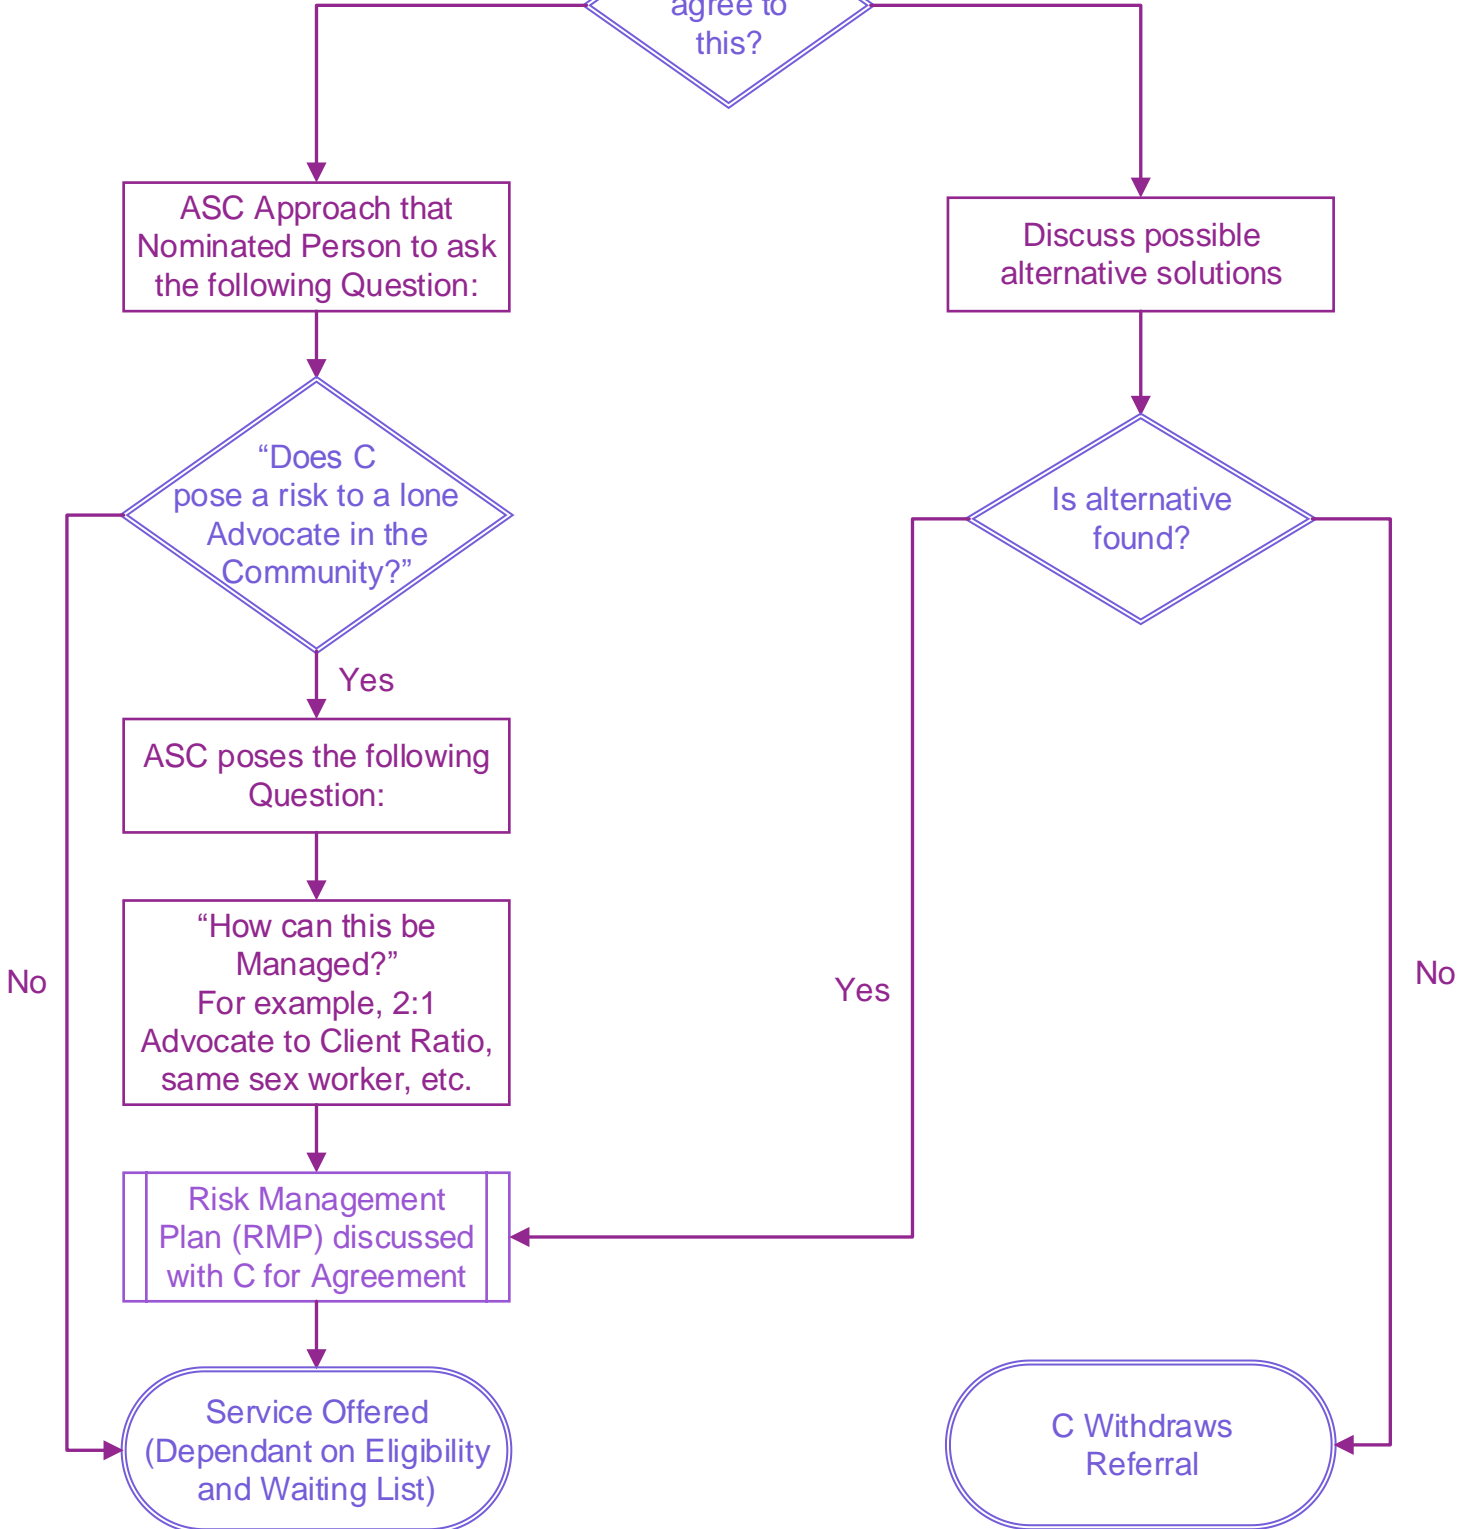 agree to
this?
ASC Approach that
Nominated Person to ask
the following Question:
Discuss possible
alternative solutions
“Does C
pose a risk to a lone
Advocate in the
Community?”
Is alternative
found?
Yes
ASC poses the following
Question:
“How can this be
Managed?”
For example, 2:1
Advocate to Client Ratio,
same sex worker, etc.
No
Yes
No
Risk Management
Plan (RMP) discussed
with C for Agreement
Service Offered
(Dependant on Eligibility
and Waiting List)
C Withdraws
Referral